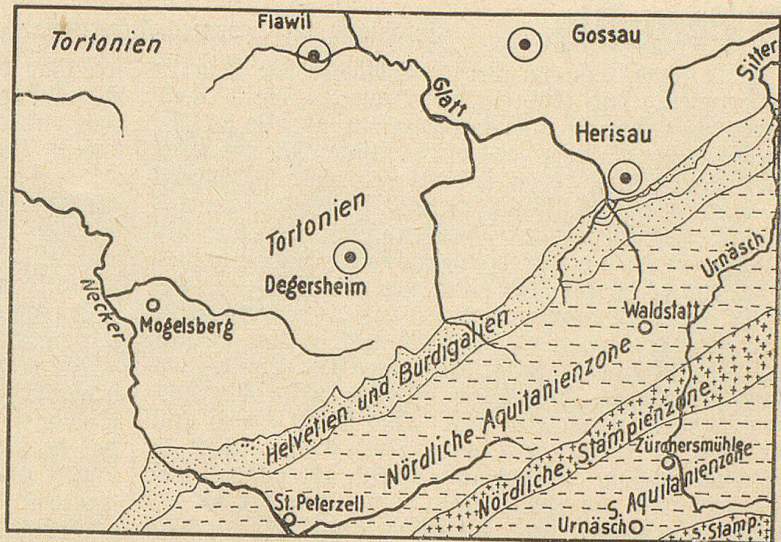 Flawil
Tortonien
Gossau
Sitter
Glatt
Herisau
Tortonien
Urnäsch
Degersheim
Necker
Mogelsberg
Waldstatt
Helvétien und Burdigalien
Nördliche Aquitanienzone
Nördliche Stampienzone
Zürchersmühle
S. Aquitanienzone
St. Peterzell
Urnäsch
S. Stamp.